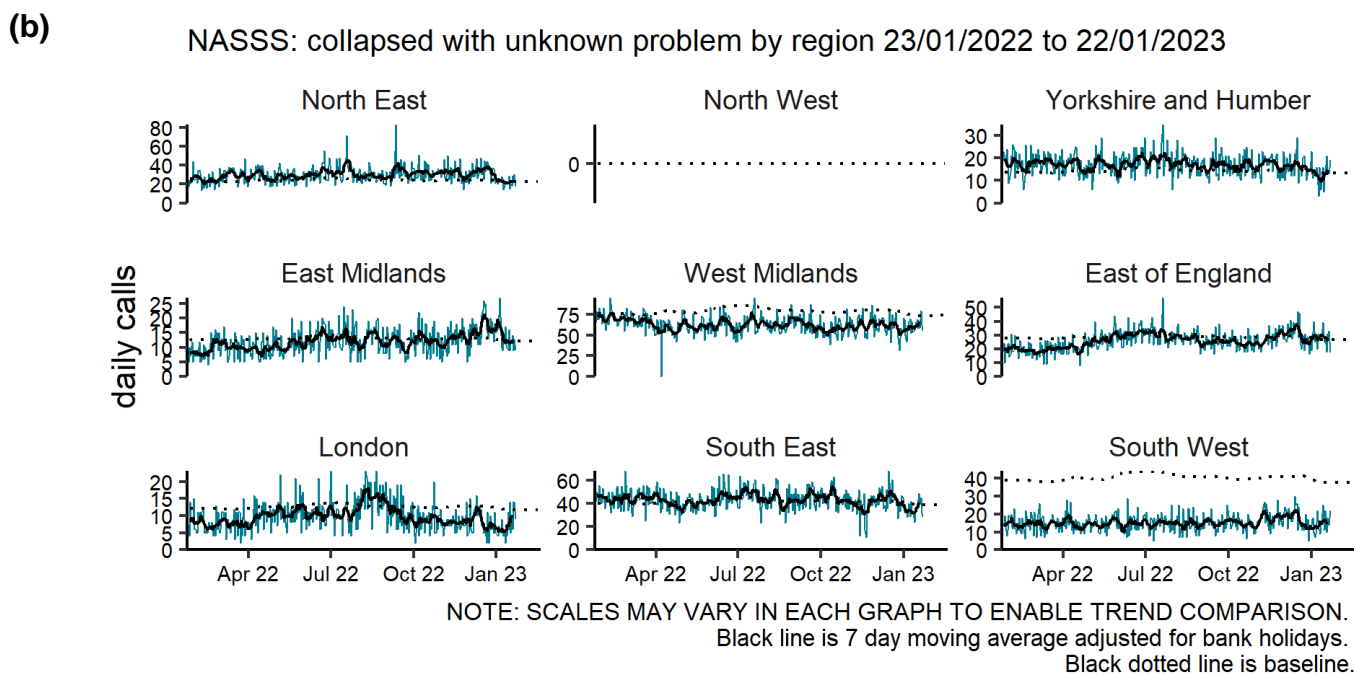 (b)
NASSS: collapsed with unknown problem by region 23/01/2022 to 22/01/2023
North East
North West
Yorkshire and Humber
80
60
40
20
0
0
30
20
10
0
daily calls
East Midlands
West Midlands
East of England
25
20
15
10
5
0
75
50
25
0
50
40
30
20
10
0
London
South East
South West
20
15
10
5
0
60
40
20
0
40
30
20
10
0
Apr 22 Jul 22 Oct 22 Jan 23
Apr 22 Jul 22 Oct 22 Jan 23
Apr 22 Jul 22 Oct 22 Jan 23
NOTE: SCALES MAY VARY IN EACH GRAPH TO ENABLE TREND COMPARISON.
Black line is 7 day moving average adjusted for bank holidays.
Black dotted line is baseline.